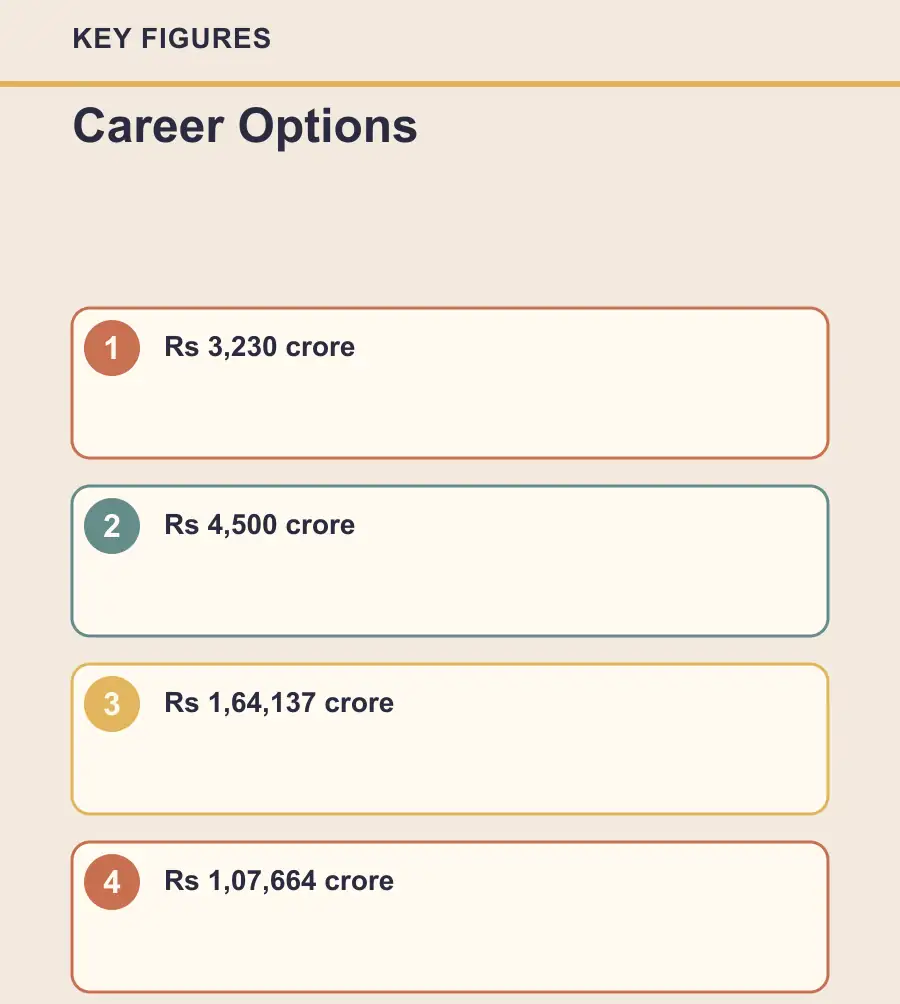 KEY FIGURES
Career Options
1 Rs 3,230 crore
2 Rs 4,500 crore
3 Rs 1,64,137 crore
4 Rs 1,07,664 crore